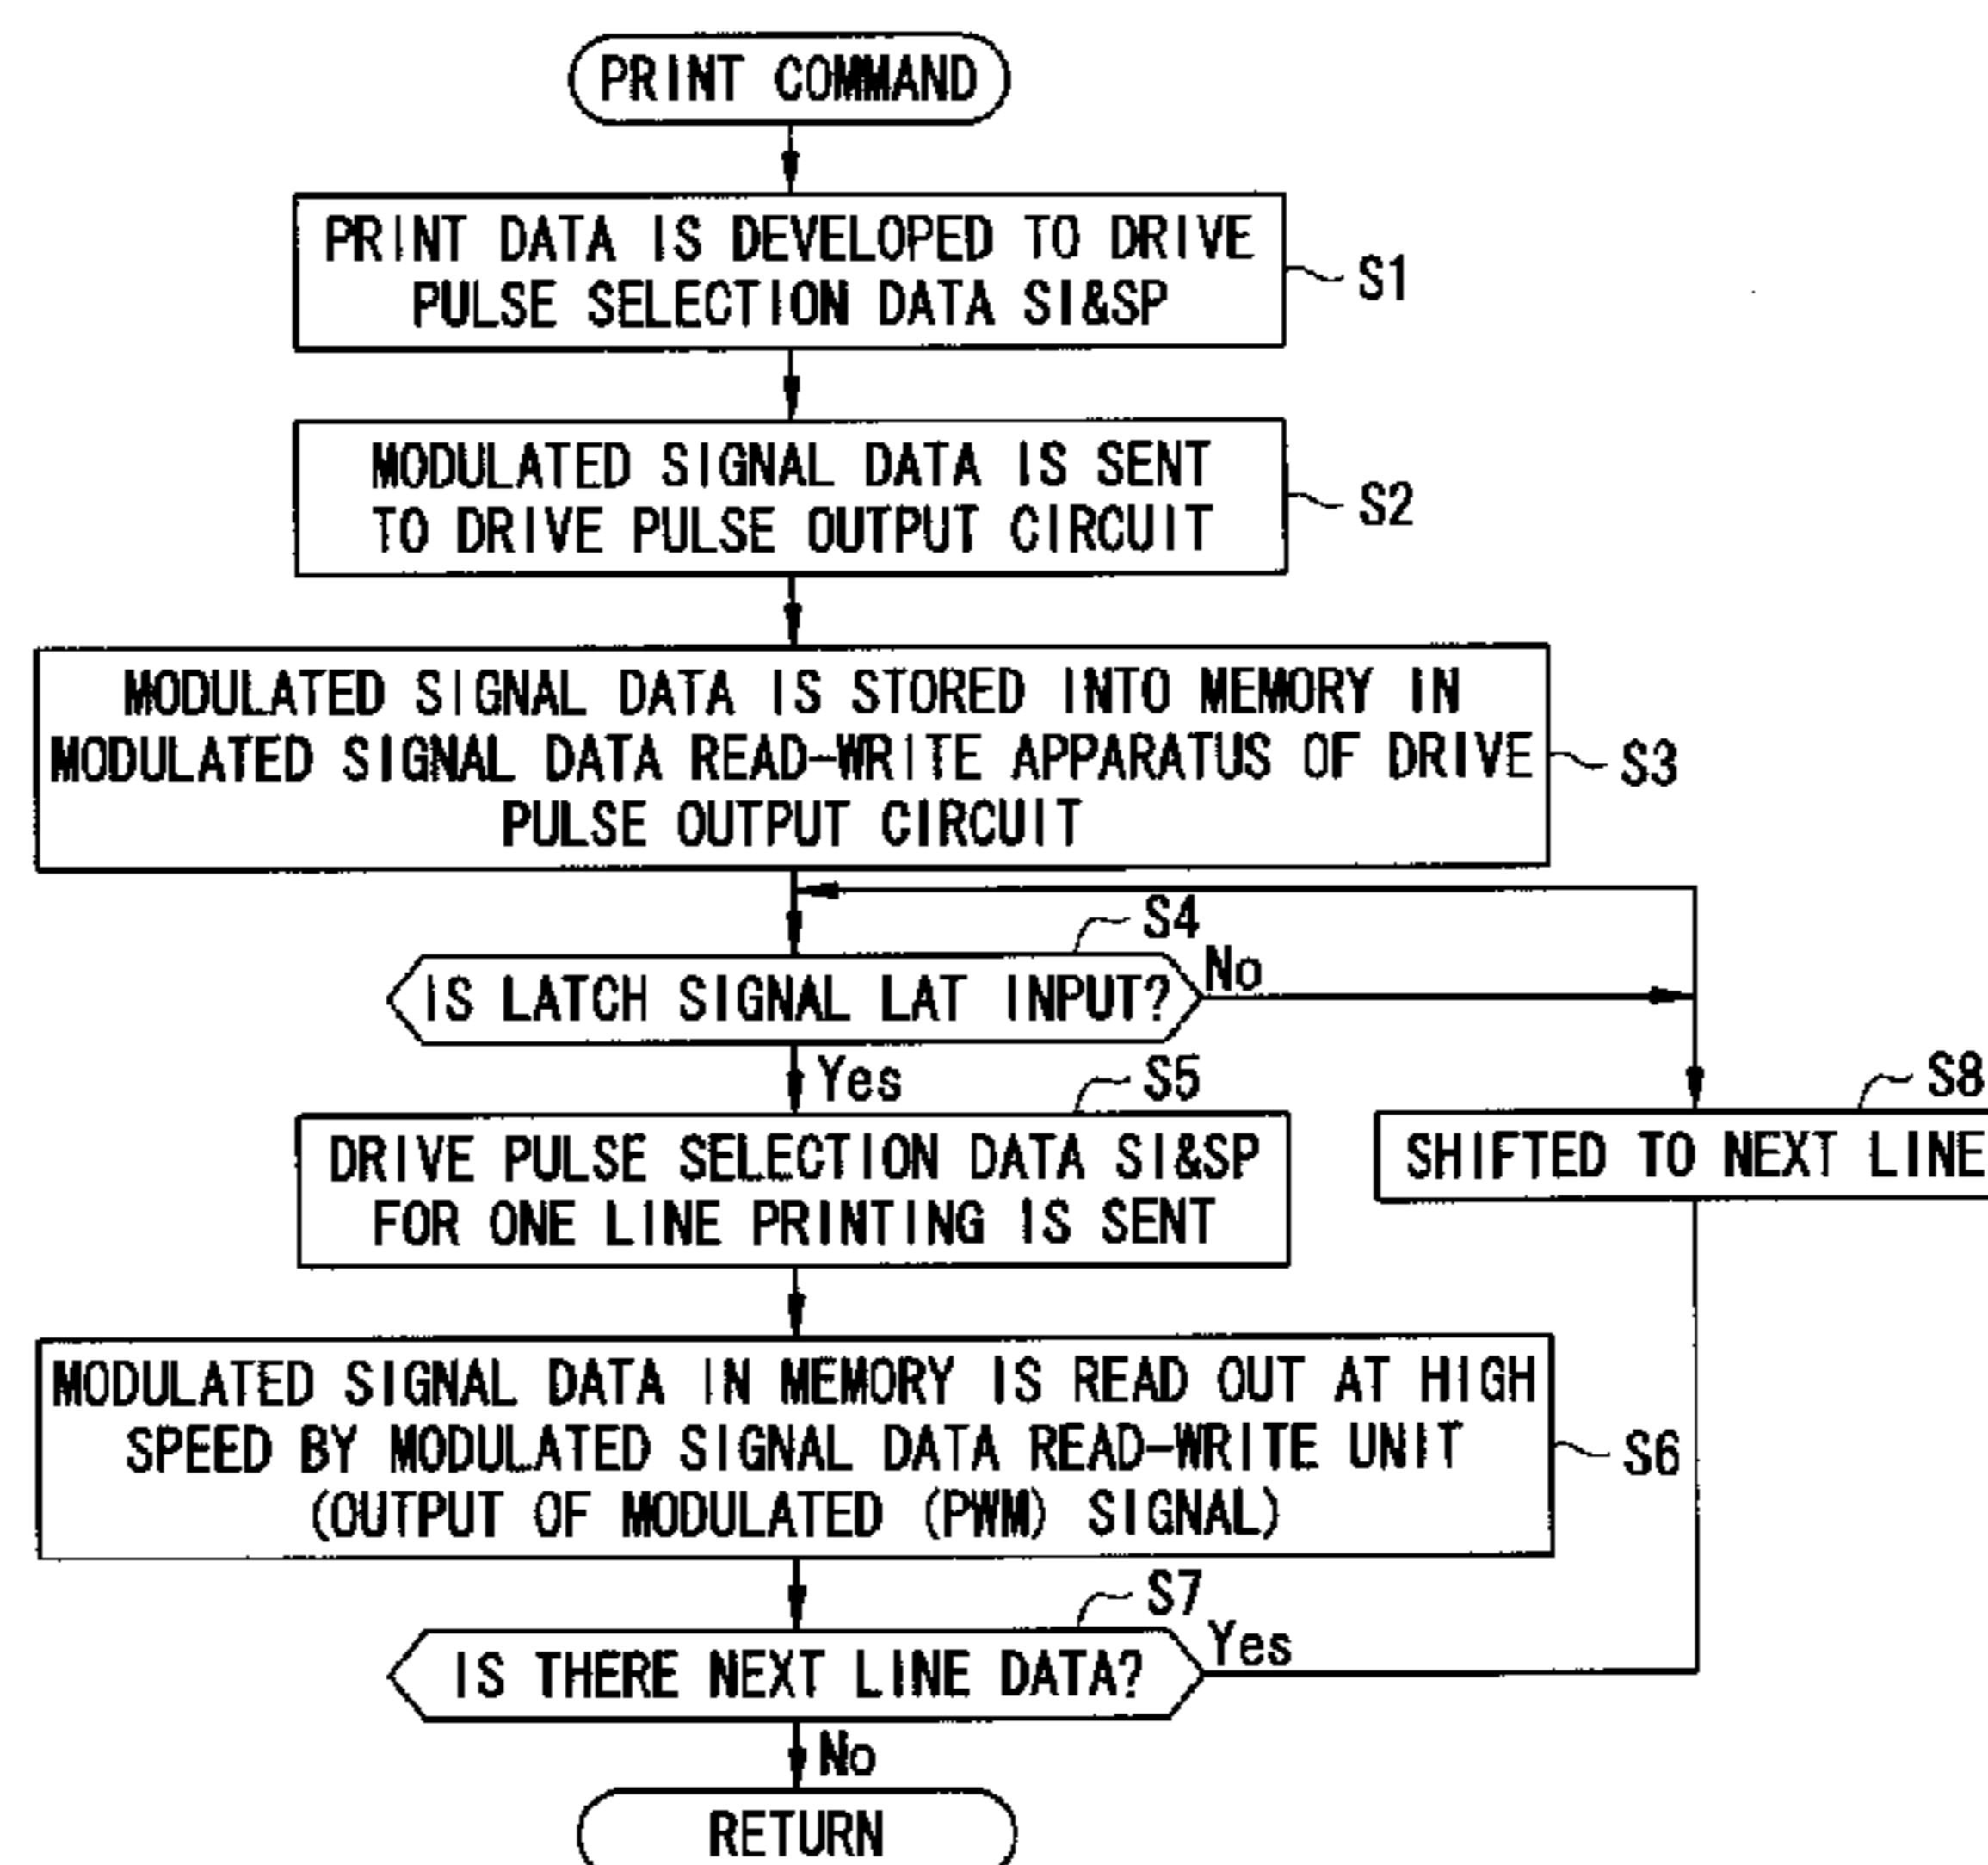 PRINT COMMAND
PRINT DATA IS DEVELOPED TO DRIVE
PULSE SELECTION DATA SI&SP
S1
MODULATED SIGNAL DATA IS SENT
TO DRIVE PULSE OUTPUT CIRCUIT
S2
MODULATED SIGNAL DATA IS STORED INTO MEMORY IN
MODULATED SIGNAL DATA READ-WRITE APPARATUS OF DRIVE
PULSE OUTPUT CIRCUIT
S3
S4
IS LATCH SIGNAL LAT INPUT?
No
Yes
S5
DRIVE PULSE SELECTION DATA SI&SP
FOR ONE LINE PRINTING IS SENT
S8
SHIFTED TO NEXT LINE
MODULATED SIGNAL DATA IN MEMORY IS READ OUT AT HIGH
SPEED BY MODULATED SIGNAL DATA READ-WRITE UNIT
(OUTPUT OF MODULATED (PWM) SIGNAL)
S6
S7
IS THERE NEXT LINE DATA?
Yes
No
RETURN